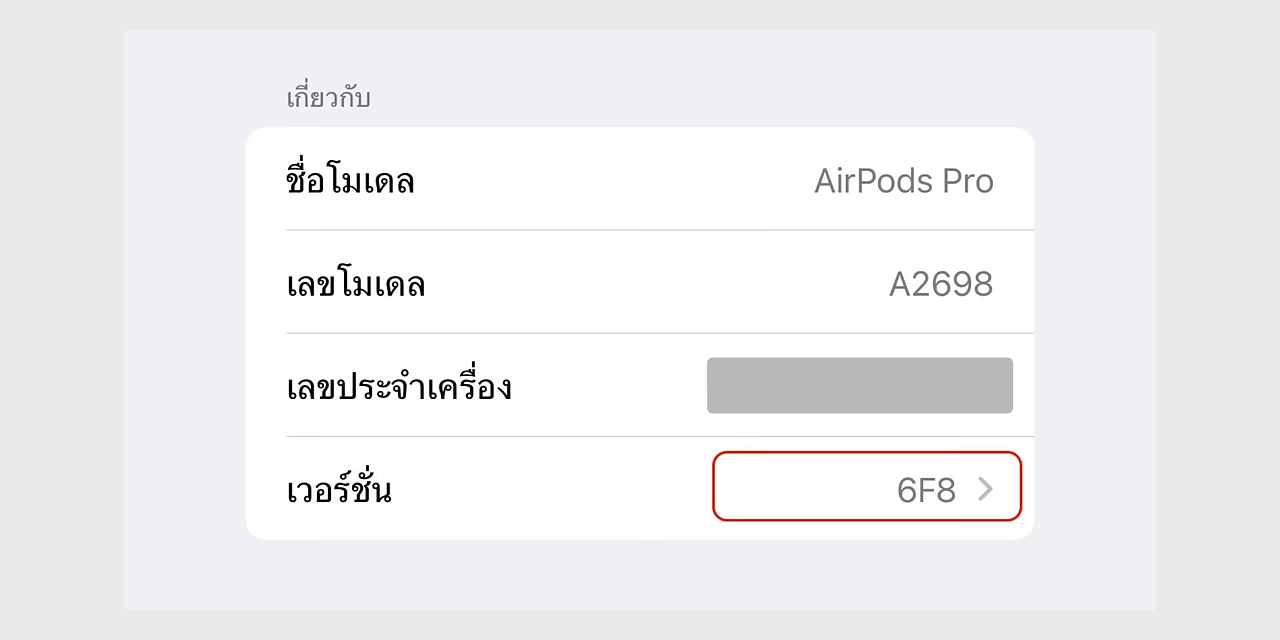 เกี่ยวกับ
ชื่อโมเดล AirPods Pro
เลขโมเดล A2698
เลขประจำเครื่อง
เวอร์ชั่น 6F8